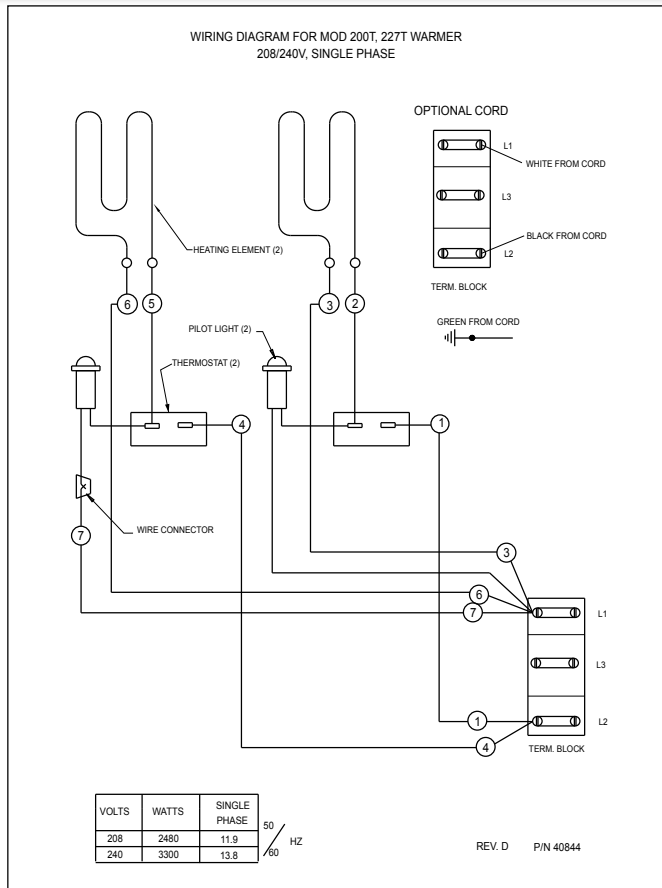 WIRING DIAGRAM FOR MOD 200T, 227T WARMER
208/240V, SINGLE PHASE
OPTIONAL CORD
L1
WHITE FROM CORD
L3
BLACK FROM CORD
L2
TERM. BLOCK
GREEN FROM CORD
HEATING ELEMENT (2)
6
5
3
2
PILOT LIGHT (2)
THERMOSTAT (2)
4
1
WIRE CONNECTOR
7
3
6
7
L1
L3
1
L2
4
TERM. BLOCK
VOLTS WATTS SINGLE PHASE
208 2480 11.9
240 3300 13.8
50/60 HZ
REV. D P/N 40844